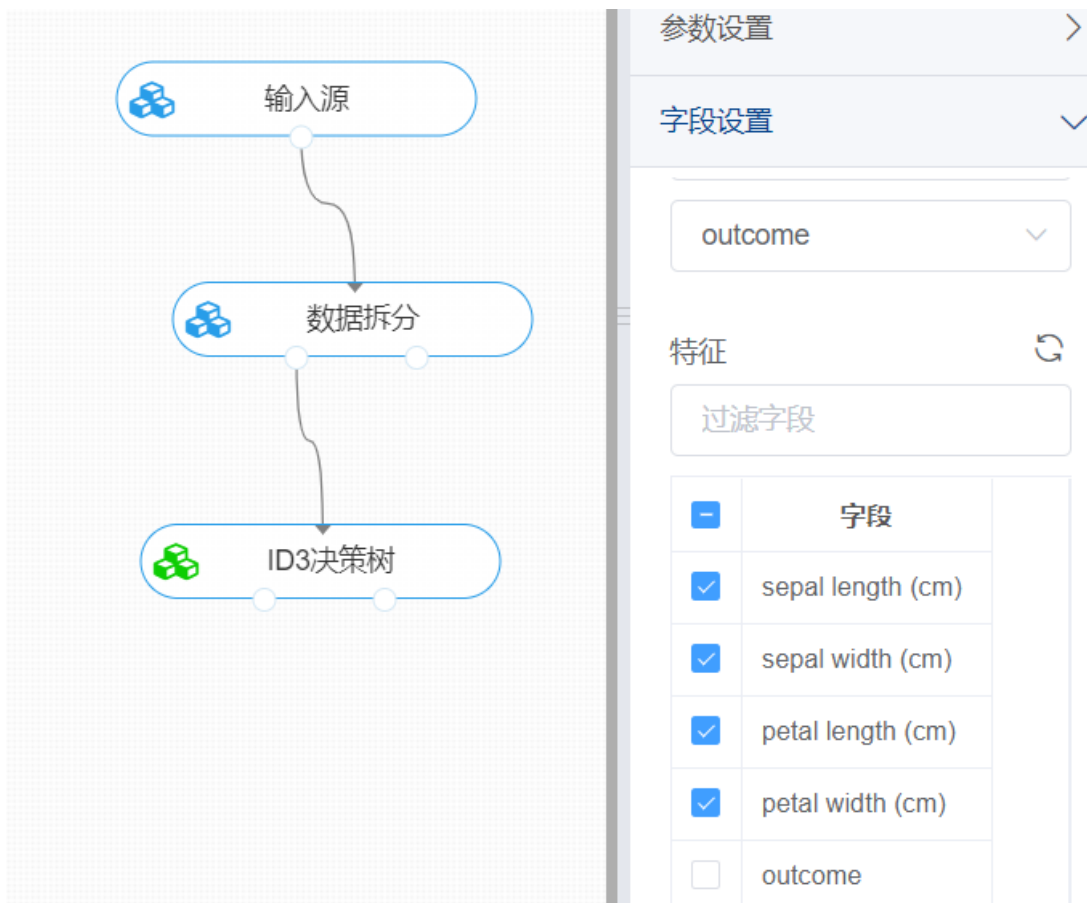 输入源
数据拆分
ID3决策树
参数设置
字段设置
outcome
特征
过滤字段
字段
sepal length (cm)
sepal width (cm)
petal length (cm)
petal width (cm)
outcome